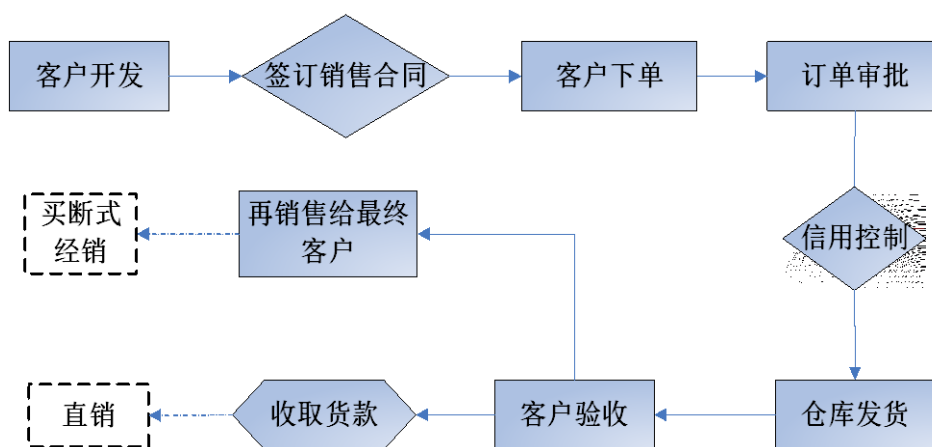 客户开发
签订销售合同
客户下单
订单审批
买断式
经销
再销售给最终
客户
信用控制
直销
收取货款
客户验收
仓库发货